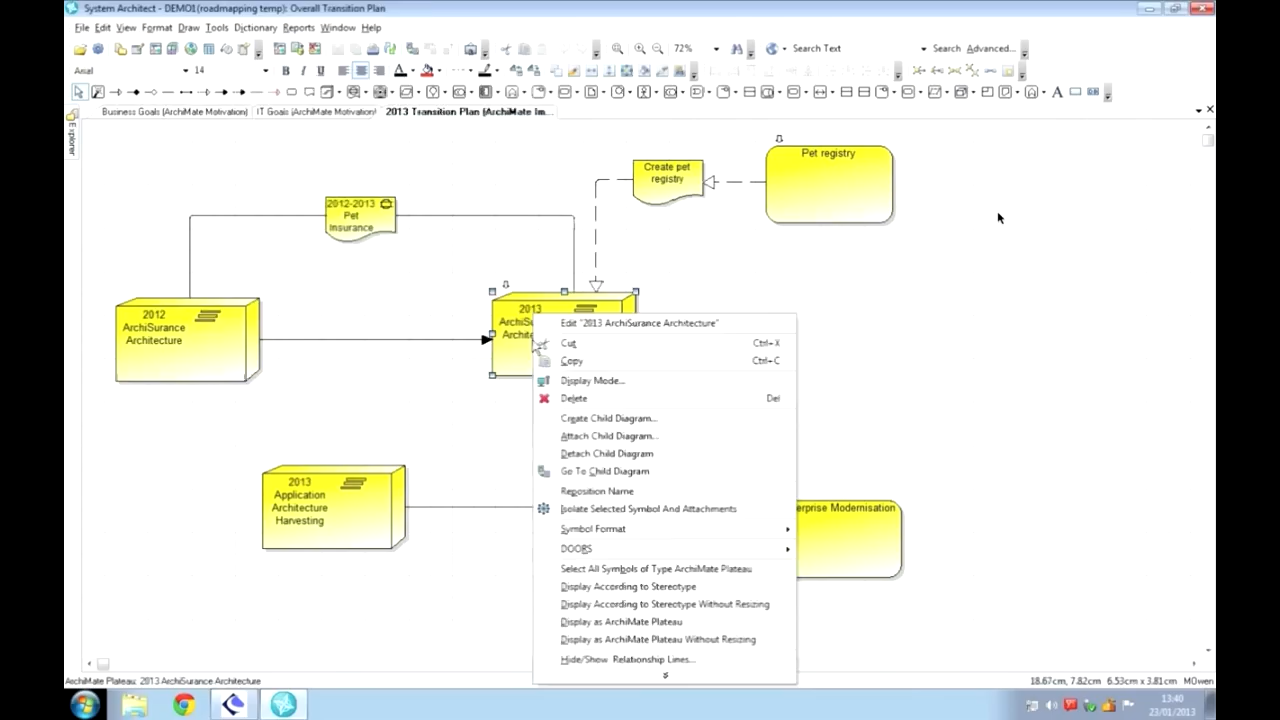 System Architect - DEMO1(roadmapping temp): Overall Transition Plan
File Edit View Format Draw Tools Dictionary Reports Window Help
72% Search Text Search Advanced...
Arial 14
B I U
A
Business Goals (ArchiMate Motivation) IT Goals (ArchiMate Motivation) 2013 Transition Plan (ArchiMate Im...
Explorer
Pet registry
Create pet
registry
2012-2013
Pet
Insurance
2012
ArchiSurance
Architecture
2013
ArchiS
Archite
Edit "2013 ArchiSurance Architecture"
Cut Ctrl+X
Copy Ctrl+C
Display Mode...
Delete Del
Create Child Diagram...
Attach Child Diagram...
Detach Child Diagram
Go To Child Diagram
Reposition Name
Isolate Selected Symbol And Attachments
Symbol Format
DOORS
Select All Symbols of Type ArchiMate Plateau
Display According to Stereotype
Display According to Stereotype Without Resizing
Display as ArchiMate Plateau
Display as ArchiMate Plateau Without Resizing
Hide/Show Relationship Lines...
2013
Application
Architecture
Harvesting
erprise Modernisation
ArchiMate Plateau: 2013 ArchiSurance Architecture 18.67cm, 7.82cm 6.53cm x 3.81cm MOwen
13:40
23/01/2013